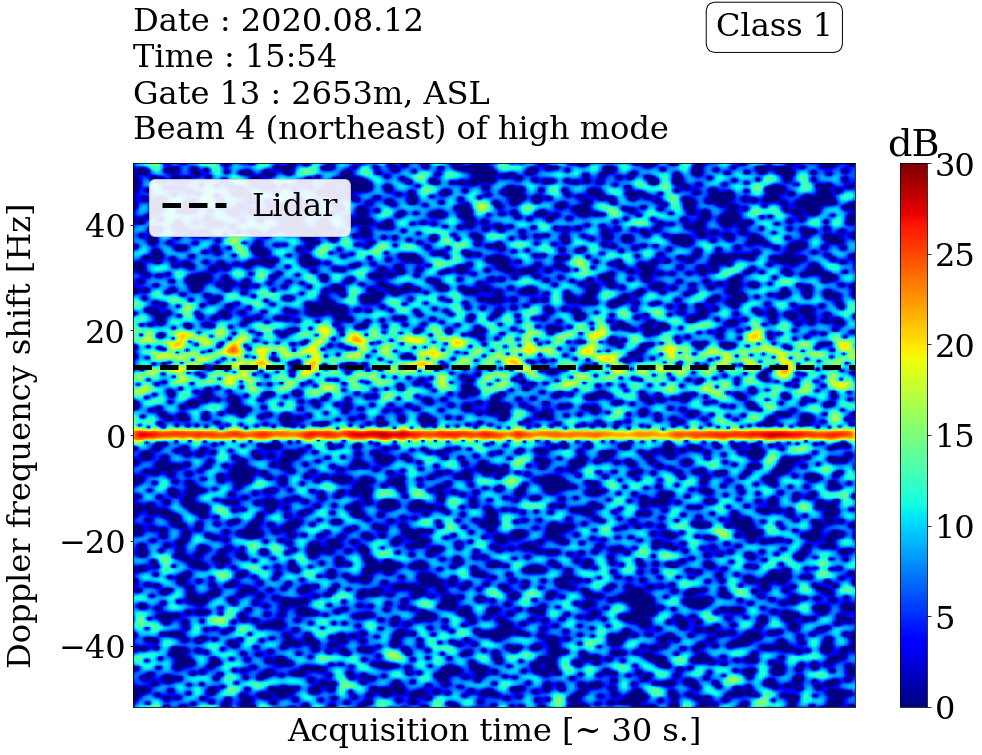 Date : 2020.08.12
Time : 15:54
Gate 13 : 2653m, ASL
Beam 4 (northeast) of high mode
Class 1
dB
Lidar
Doppler frequency shift [Hz]
40
20
0
−20
−40
Acquisition time [~ 30 s.]
30
25
20
15
10
5
0